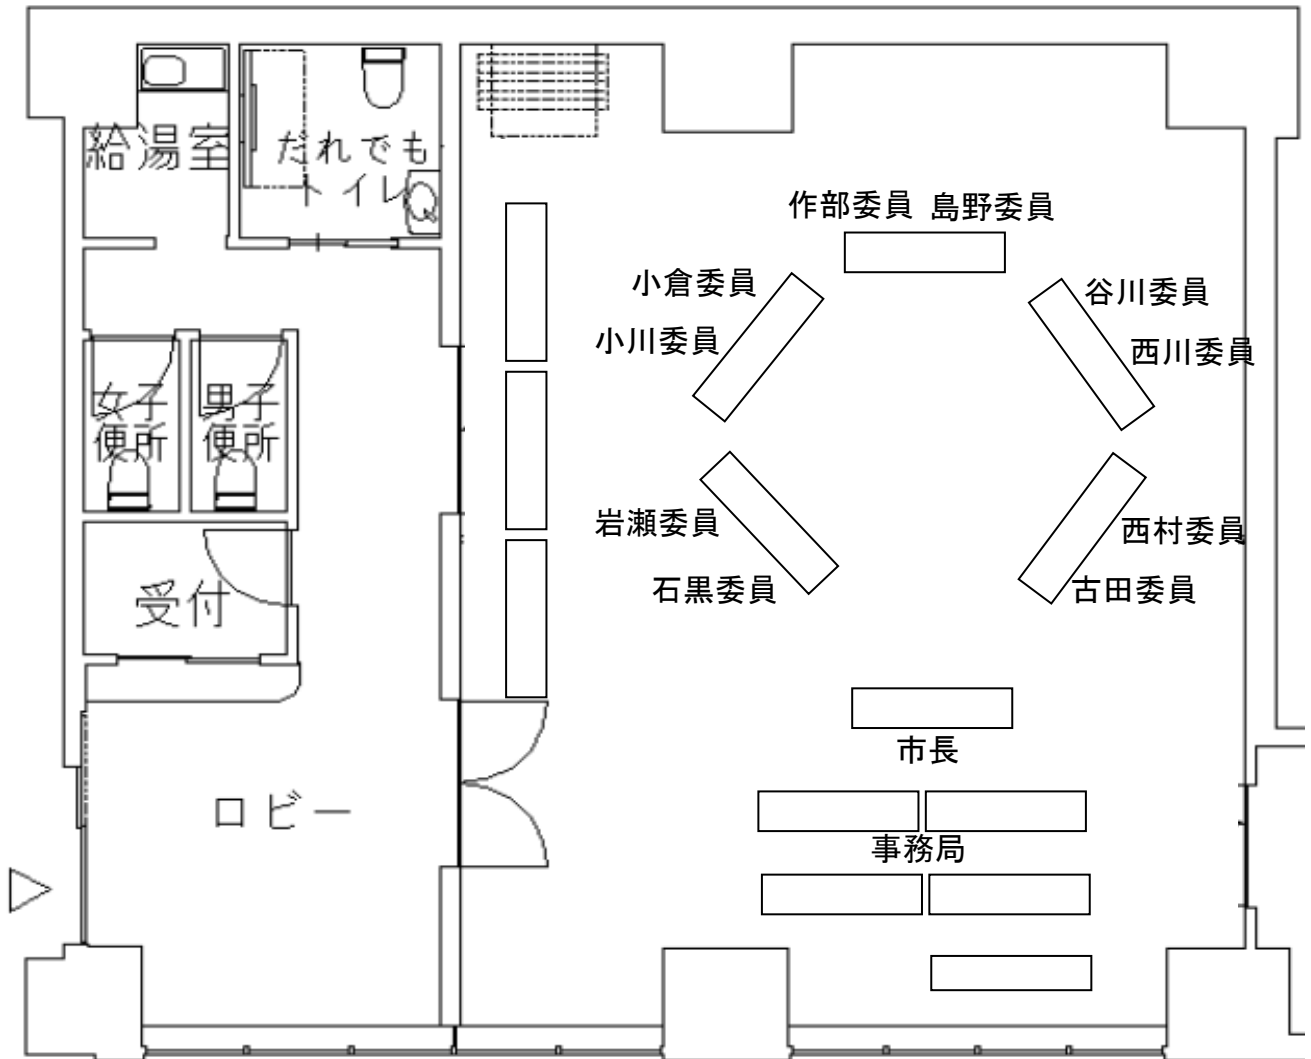 給湯室
だれでも
トイレ
女子
便所
男子
便所
受付
ロビー
作部委員 島野委員
小倉委員
小川委員
谷川委員
西川委員
岩瀬委員
石黒委員
西村委員
古田委員
市長
事務局